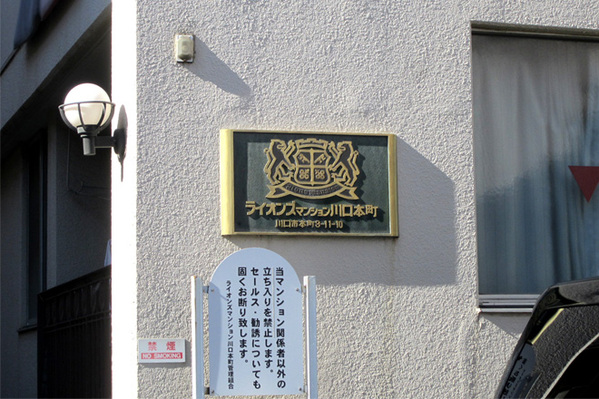 ライオンズマンション川口本町
川口市本町3-11-10
当マンション関係者以外の
立ち入りを禁止します。
セールス・勧誘についても
固くお断り致します。
ライオンズマンション川口本町管理組合
禁煙
NO SMOKING